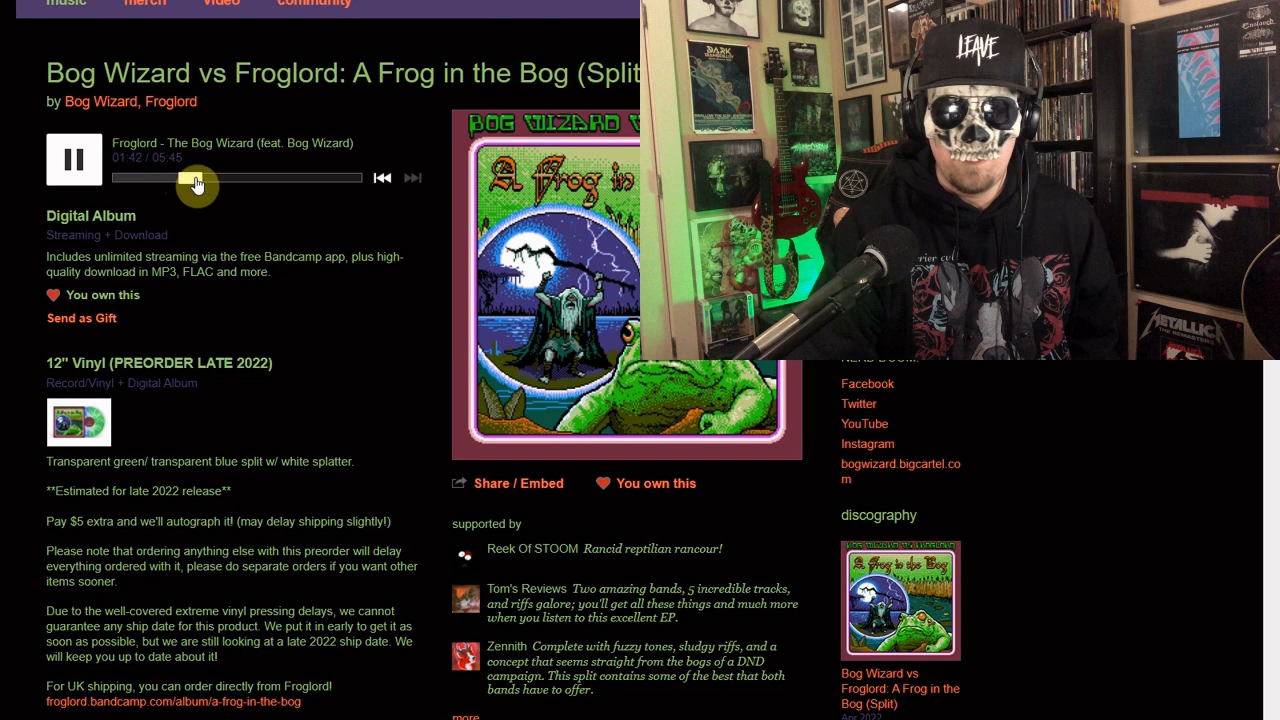 music merch video community
Bog Wizard vs Froglord: A Frog in the Bog (Split
by Bog Wizard, Froglord
Froglord - The Bog Wizard (feat. Bog Wizard)
01:42 / 05:45
Digital Album
Streaming + Download
Includes unlimited streaming via the free Bandcamp app, plus high-
quality download in MP3, FLAC and more.
You own this
Send as Gift
12" Vinyl (PREORDER LATE 2022)
Record/Vinyl + Digital Album
Transparent green/ transparent blue split w/ white splatter.
**Estimated for late 2022 release**
Pay $5 extra and we'll autograph it! (may delay shipping slightly!)
Please note that ordering anything else with this preorder will delay
everything ordered with it, please do separate orders if you want other
items sooner.
Due to the well-covered extreme vinyl pressing delays, we cannot
guarantee any ship date for this product. We put it in early to get it as
soon as possible, but we are still looking at a late 2022 ship date. We
will keep you up to date about it!
For UK shipping, you can order directly from Froglord!
froglord.bandcamp.com/album/a-frog-in-the-bog
BOG WIZARD
A Frog in
Share / Embed
You own this
supported by
Reek Of STOOM Rancid reptilian rancour!
Tom's Reviews Two amazing bands, 5 incredible tracks,
and riffs galore; you'll get all these things and much more
when you listen to this excellent EP.
Zennith Complete with fuzzy tones, sludgy riffs, and a
concept that seems straight from the bogs of a DND
campaign. This split contains some of the best that both
bands have to offer.
more
LEAVE
DARK
METALLICA
NERD DOOM.
Facebook
Twitter
YouTube
Instagram
bogwizard.bigcartel.co
m
discography
A Frog in the Bog
Bog Wizard vs
Froglord: A Frog in the
Bog (Split)
Apr 2022